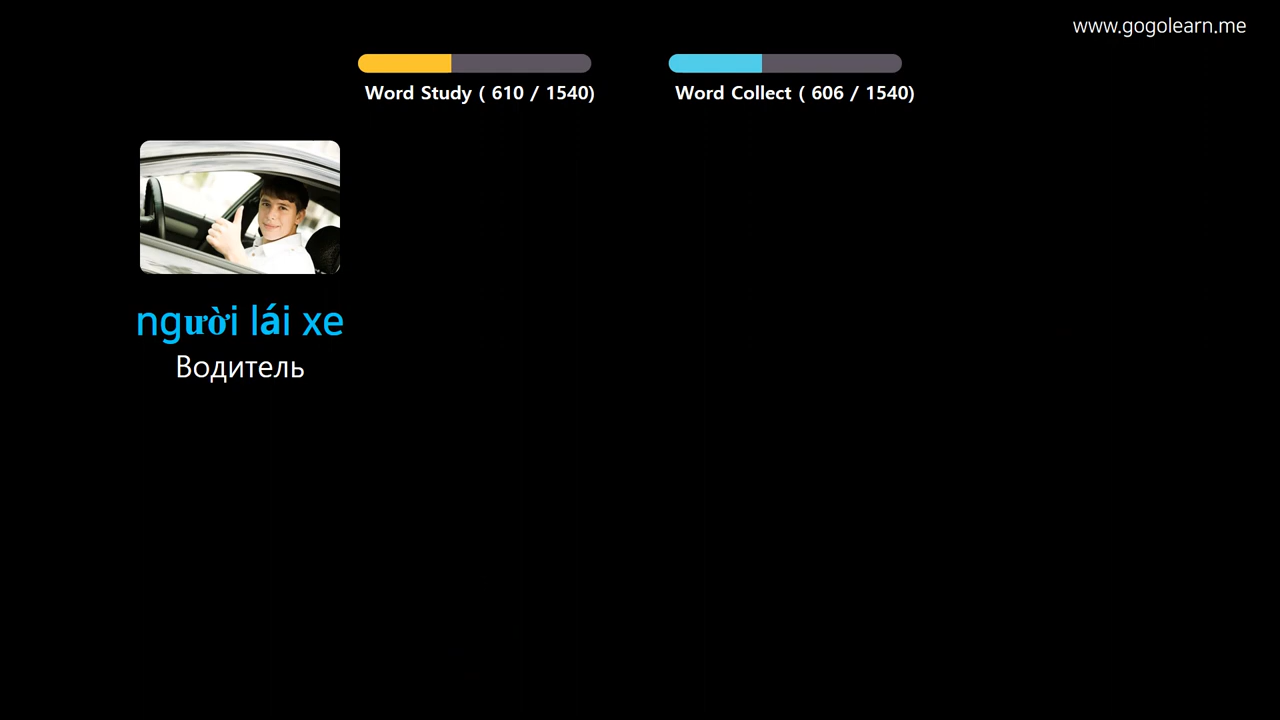 www.gogolearn.me
Word Study ( 610 / 1540)
Word Collect ( 606 / 1540)
người lái xe
Водитель